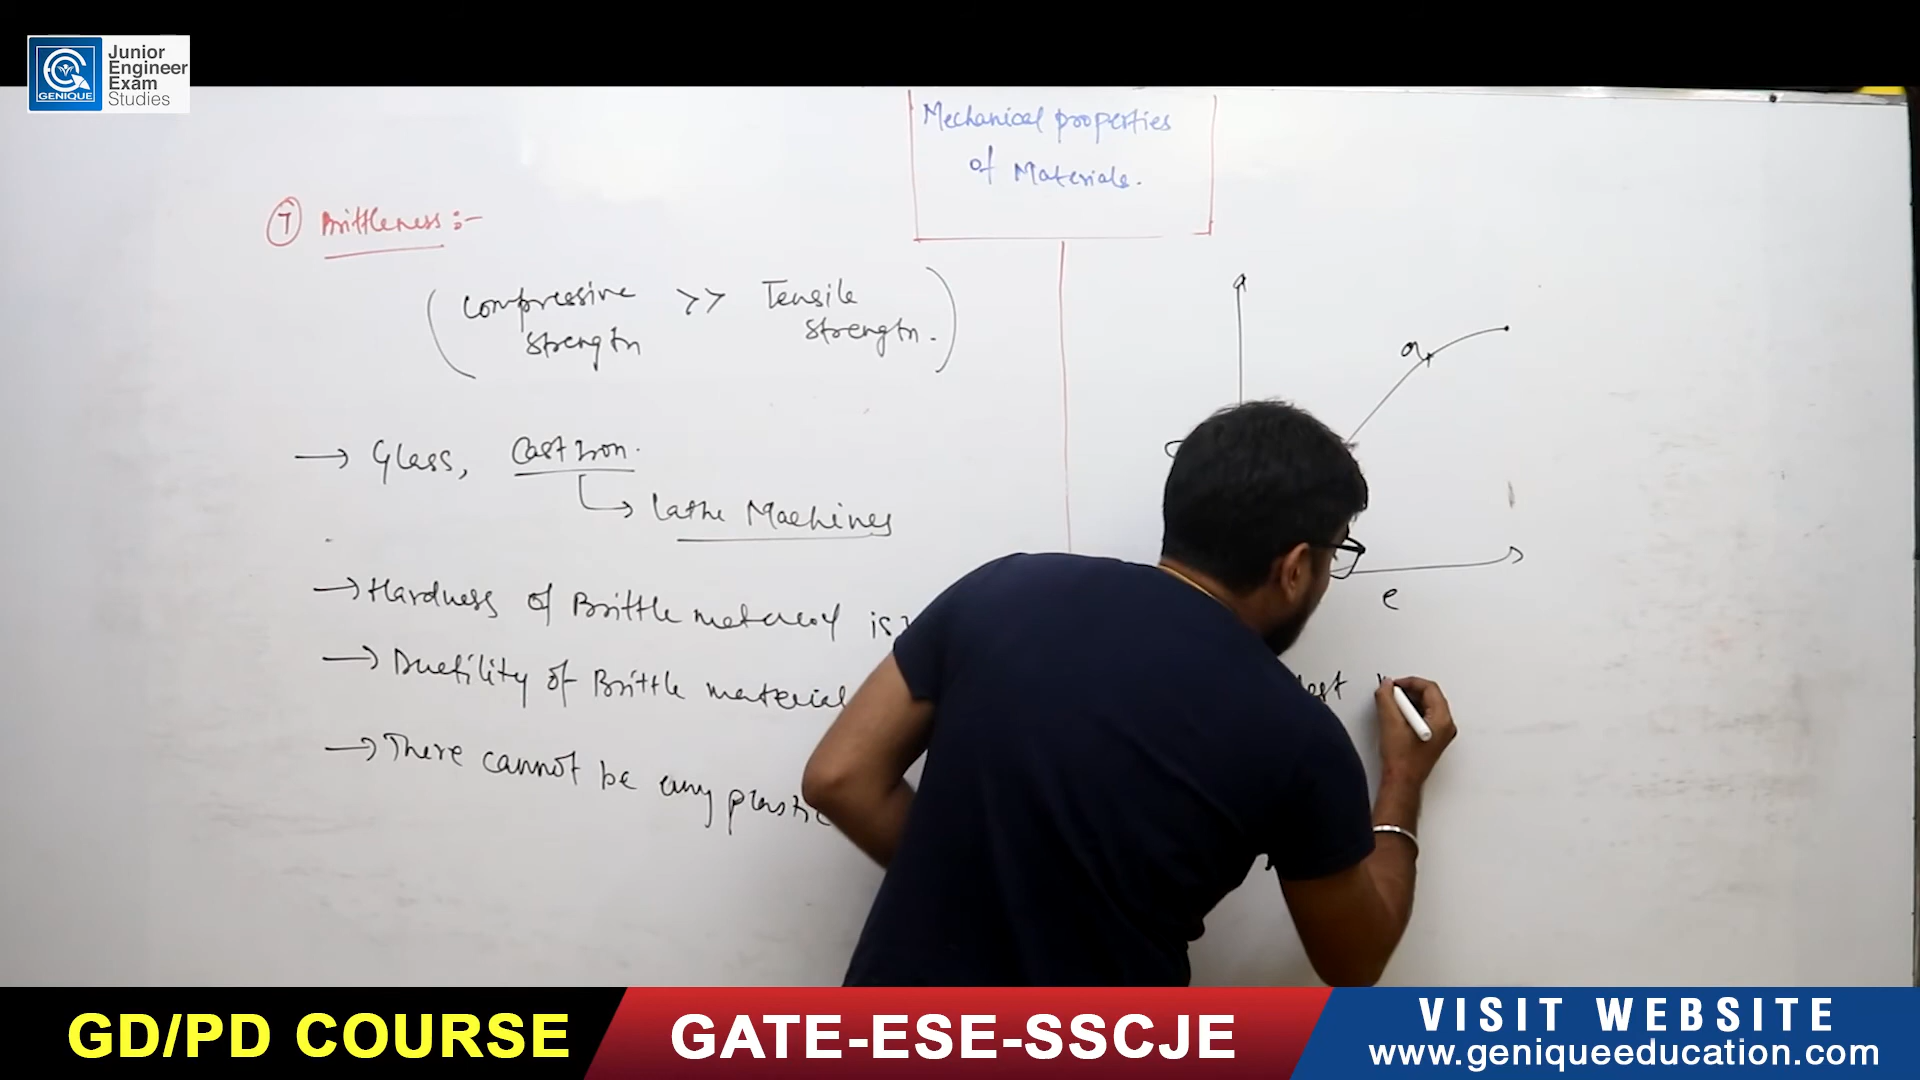 GENIQUE
Junior
Engineer
Exam
Studies
Mechanical properties
of Materials.
7 Brittleness :-
(Compressive >> Tensile
strength strength.)
→ Glass, Cast Iron.
→ Lathe Machines
→ Hardness of Brittle material is
→ Ductility of Brittle material
→ There cannot be any plastic
a
e
GD/PD COURSE
GATE-ESE-SSCJE
VISIT WEBSITE
www.geniqueeducation.com